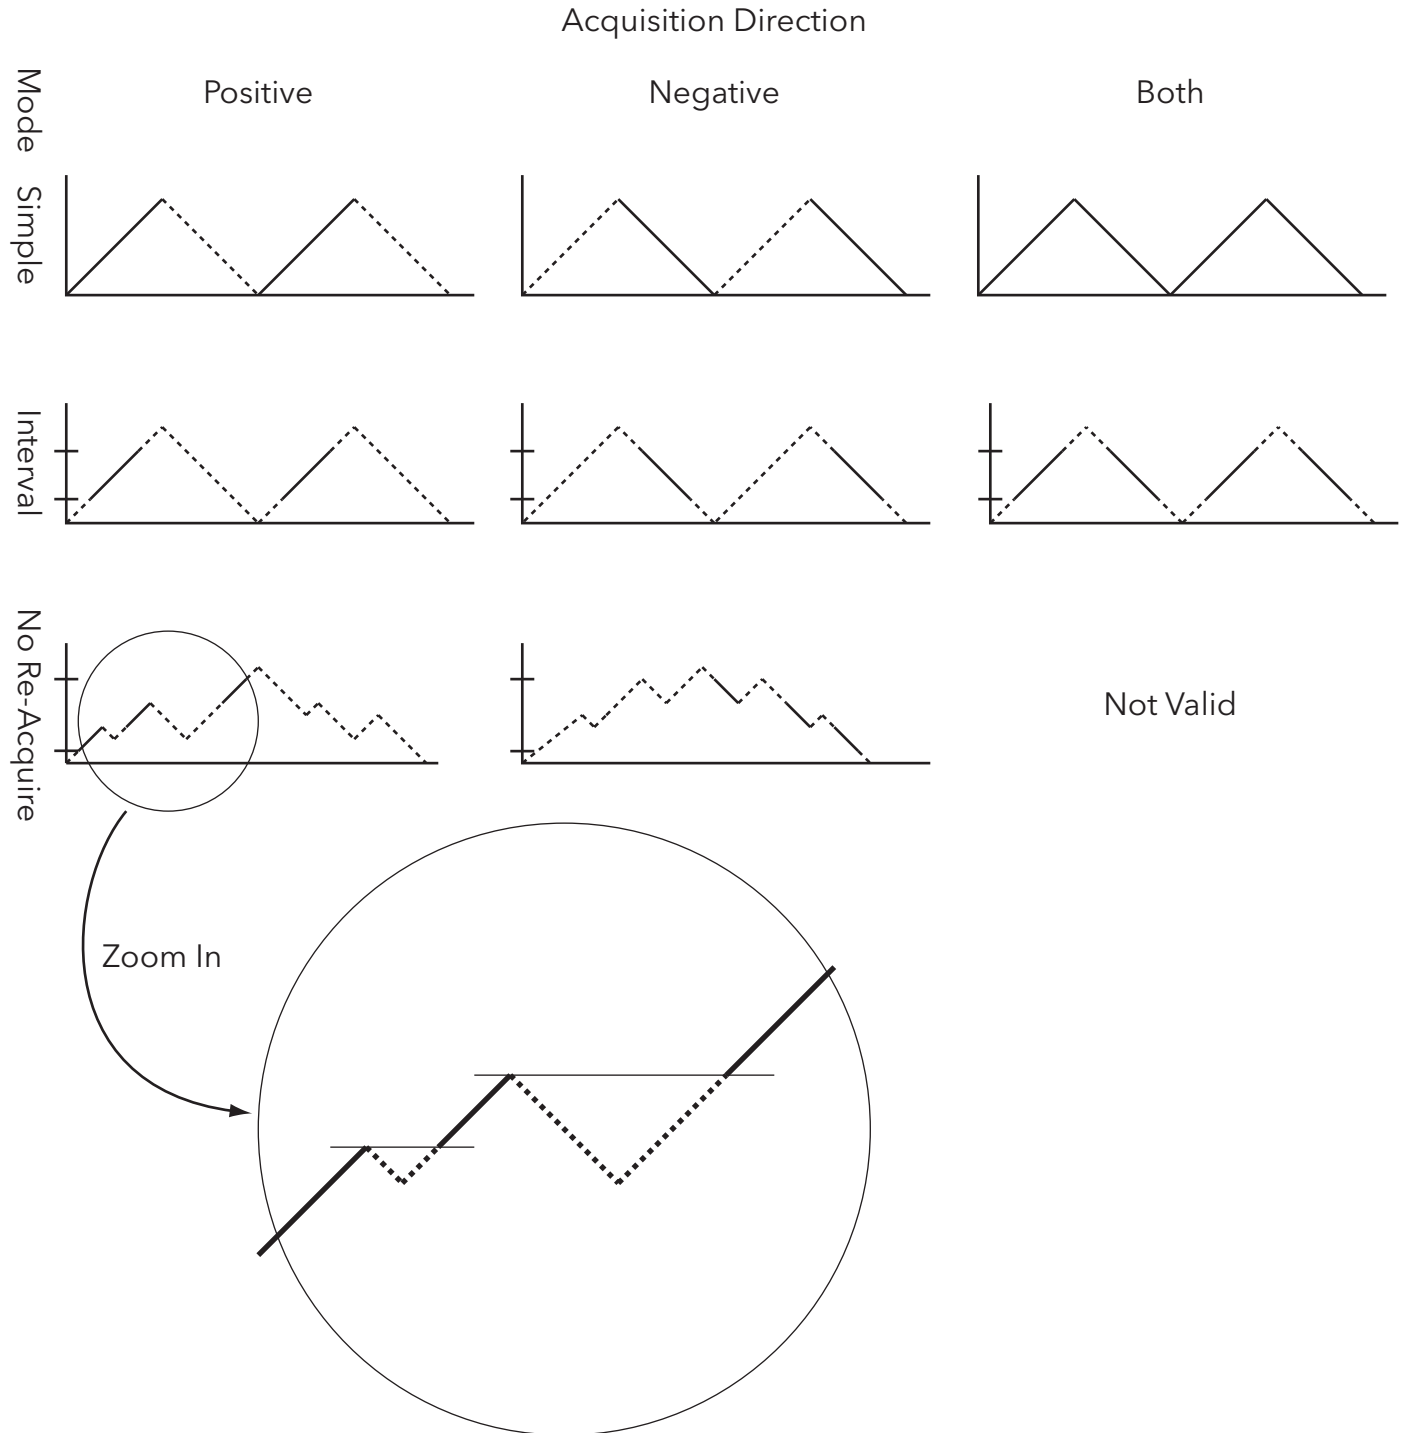 Acquisition Direction
Mode
Positive
Negative
Both
Simple
Interval
No Re-Acquire
Not Valid
Zoom In